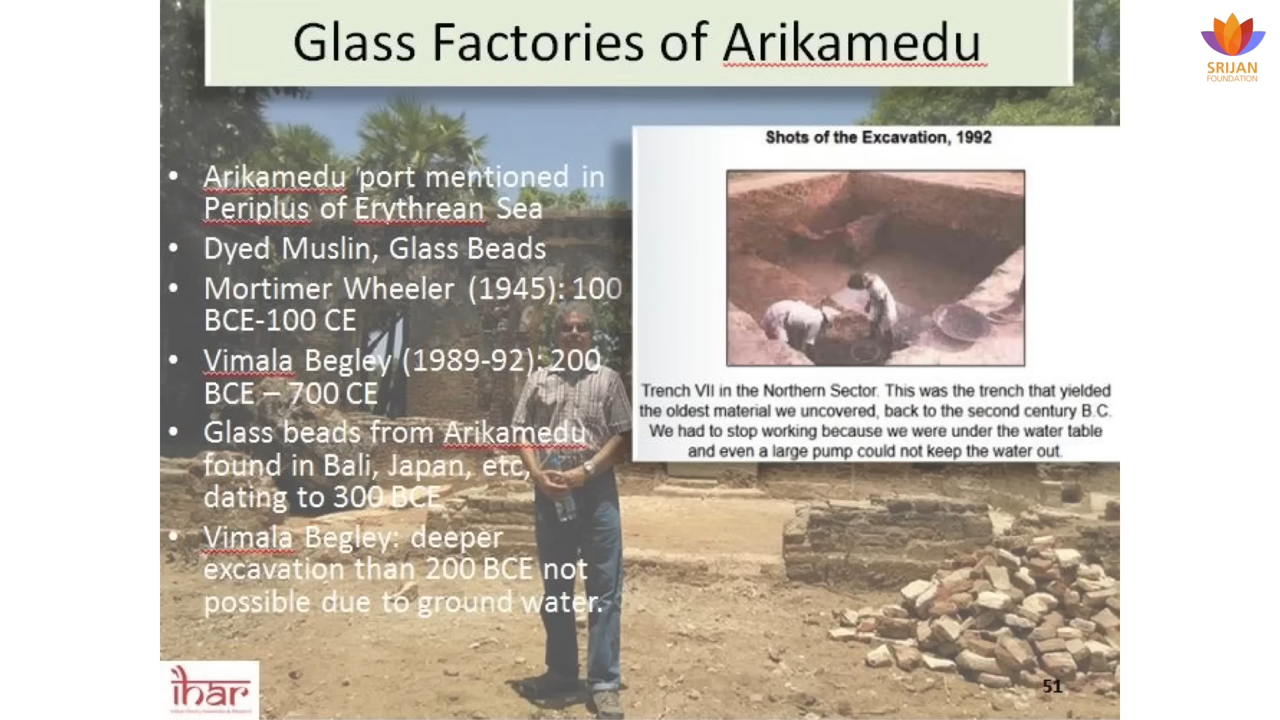 Glass Factories of Arikamedu
SRIJAN
FOUNDATION
• Arikamedu port mentioned in
Periplus of Erythrean Sea
• Dyed Muslin, Glass Beads
• Mortimer Wheeler (1945): 100
BCE-100 CE
• Vimala Begley (1989-92): 200
BCE – 700 CE
• Glass beads from Arikamedu
found in Bali, Japan, etc,
dating to 300 BCE
• Vimala Begley: deeper
excavation than 200 BCE not
possible due to ground water.
Shots of the Excavation, 1992
Trench VII in the Northern Sector. This was the trench that yielded
the oldest material we uncovered, back to the second century B.C.
We had to stop working because we were under the water table
and even a large pump could not keep the water out.
ihar
51